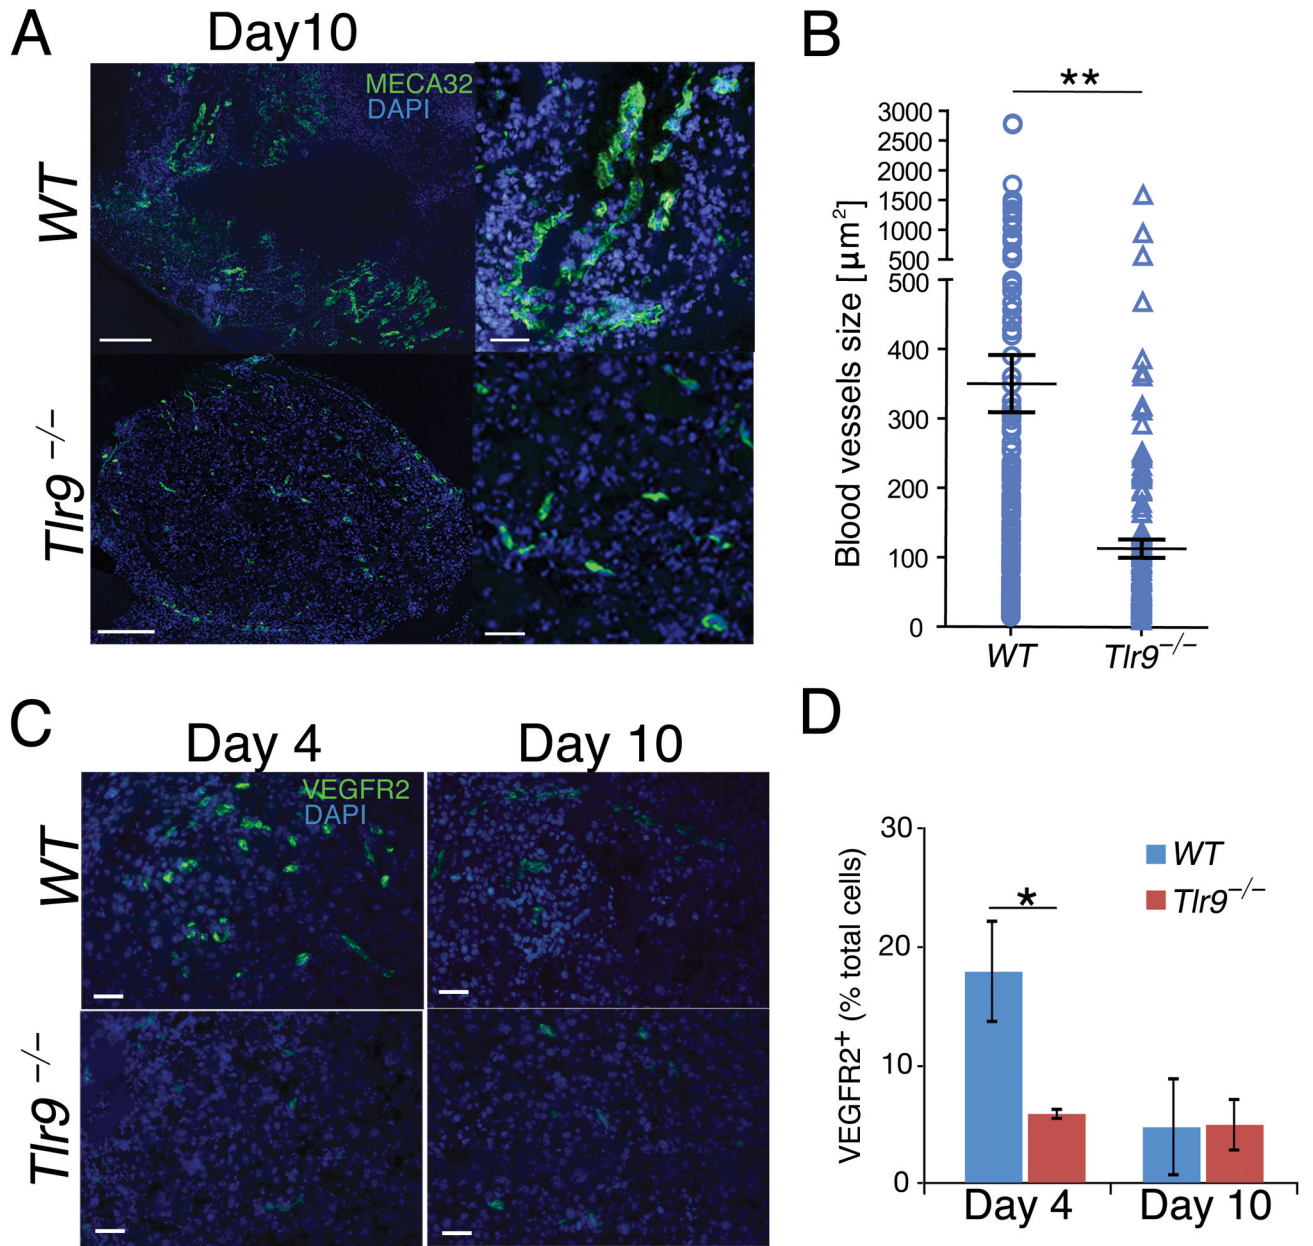 A
Day10
MECA32
DAPI
WT
Tlr9 −/−
B
**
3000
2500
2000
1500
1000
500
500
400
300
200
100
0
Blood vessels size [µm²]
WT
Tlr9−/−
C
Day 4
Day 10
VEGFR2
DAPI
WT
Tlr9 −/−
D
30
20
10
0
VEGFR2+ (% total cells)
WT
Tlr9−/−
*
Day 4
Day 10